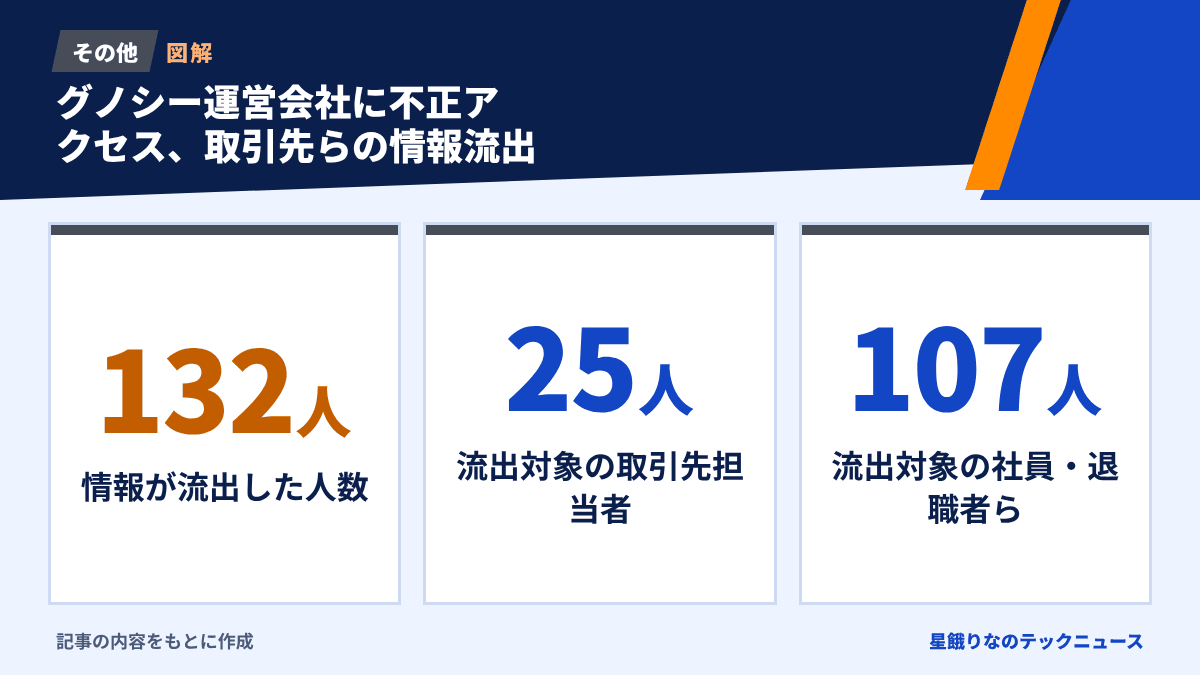 その他 図解
グノシー運営会社に不正ア
クセス、取引先らの情報流出
132人
情報が流出した人数
25人
流出対象の取引先担
当者
107人
流出対象の社員・退
職者ら
記事の内容をもとに作成
星餓りなのテックニュース